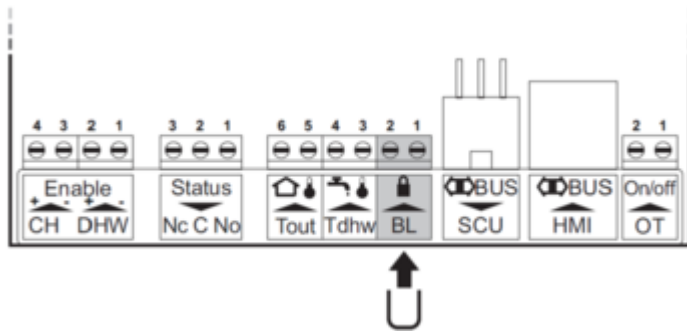 4 3 2 1 3 2 1 6 5 4 3 2 1 2 1
Enable Status BUS BUS On/off
+ - + -
CH DHW Nc C No Tout Tdhw BL SCU HMI OT